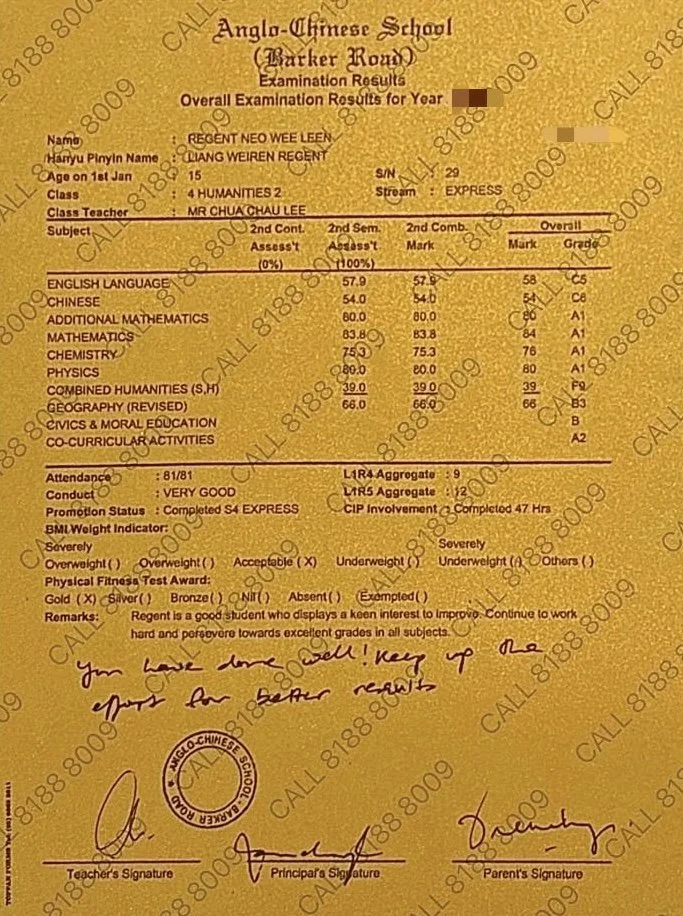 Anglo-Chinese School
(Barker Road)
Examination Results
Overall Examination Results for Year
Name : REGENT NEO WEE LEEN
Hanyu Pinyin Name : LIANG WEIREN REGENT
Age on 1st Jan : 15 S/N : 29
Class : 4 HUMANITIES 2 Stream : EXPRESS
Class Teacher : MR CHUA CHAU LEE
Subject 2nd Cont. 2nd Sem. 2nd Comb. Overall
Assess't Assess't Mark Mark Grade
(0%) (100%)
ENGLISH LANGUAGE 57.9 57.9 58 C5
CHINESE 54.0 54.0 54 C6
ADDITIONAL MATHEMATICS 80.0 80.0 80 A1
MATHEMATICS 83.8 83.8 84 A1
CHEMISTRY 75.3 75.3 76 A1
PHYSICS 80.0 80.0 80 A1
COMBINED HUMANITIES (S,H) 39.0 39.0 39 F9
GEOGRAPHY (REVISED) 66.0 66.0 66 B3
CIVICS & MORAL EDUCATION B
CO-CURRICULAR ACTIVITIES A2
Attendance : 81/81 L1R4 Aggregate : 9
Conduct : VERY GOOD L1R5 Aggregate : 12
Promotion Status : Completed S4 EXPRESS CIP Involvement : Completed 47 Hrs
BMI Weight Indicator:
Severely Severely
Overweight ( ) Overweight ( ) Acceptable ( X ) Underweight ( ) Underweight ( ) Others ( )
Physical Fitness Test Award:
Gold ( X ) Silver ( ) Bronze ( ) Nil ( ) Absent ( ) Exempted ( )
Remarks: Regent is a good student who displays a keen interest to improve. Continue to work
hard and persevere towards excellent grades in all subjects.
You have done well! Keep up the
effort for better results
ANGLO-CHINESE SCHOOL
BARKER ROAD
Teacher's Signature Principal's Signature Parent's Signature
CALL 8188 8009